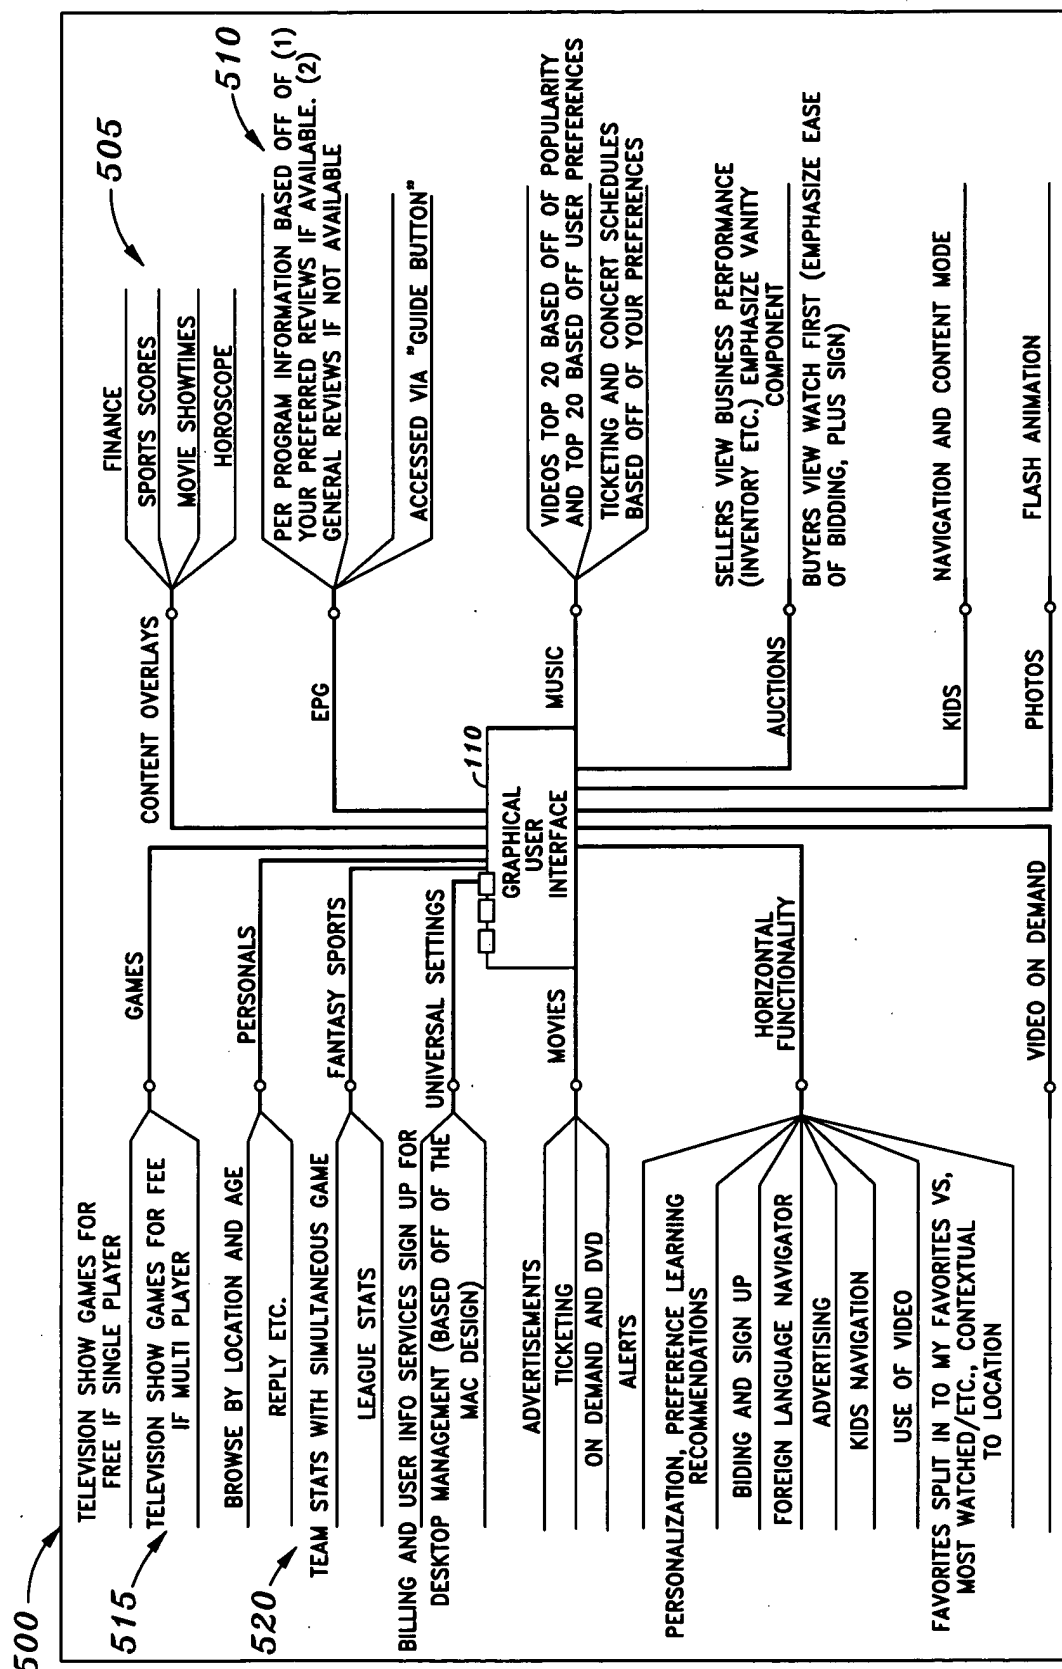 500
515
TELEVISION SHOW GAMES FOR
FREE IF SINGLE PLAYER
TELEVISION SHOW GAMES FOR FEE
IF MULTI PLAYER
GAMES
BROWSE BY LOCATION AND AGE
REPLY ETC.
PERSONALS
520
TEAM STATS WITH SIMULTANEOUS GAME
LEAGUE STATS
FANTASY SPORTS
BILLING AND USER INFO SERVICES SIGN UP FOR
DESKTOP MANAGEMENT (BASED OFF OF THE
MAC DESIGN)
UNIVERSAL SETTINGS
ADVERTISEMENTS
TICKETING
ON DEMAND AND DVD
MOVIES
ALERTS
PERSONALIZATION, PREFERENCE LEARNING
RECOMMENDATIONS
BIDING AND SIGN UP
FOREIGN LANGUAGE NAVIGATOR
ADVERTISING
KIDS NAVIGATION
USE OF VIDEO
FAVORITES SPLIT IN TO MY FAVORITES VS,
MOST WATCHED/ETC., CONTEXTUAL
TO LOCATION
HORIZONTAL
FUNCTIONALITY
VIDEO ON DEMAND
110
GRAPHICAL
USER
INTERFACE
CONTENT OVERLAYS
505
FINANCE
SPORTS SCORES
MOVIE SHOWTIMES
HOROSCOPE
EPG
510
PER PROGRAM INFORMATION BASED OFF OF (1)
YOUR PREFERRED REVIEWS IF AVAILABLE. (2)
GENERAL REVIEWS IF NOT AVAILABLE
ACCESSED VIA "GUIDE BUTTON"
MUSIC
VIDEOS TOP 20 BASED OFF OF POPULARITY
AND TOP 20 BASED OFF USER PREFERENCES
TICKETING AND CONCERT SCHEDULES
BASED OFF OF YOUR PREFERENCES
AUCTIONS
SELLERS VIEW BUSINESS PERFORMANCE
(INVENTORY ETC.) EMPHASIZE VANITY
COMPONENT
BUYERS VIEW WATCH FIRST (EMPHASIZE EASE
OF BIDDING, PLUS SIGN)
KIDS
NAVIGATION AND CONTENT MODE
PHOTOS
FLASH ANIMATION